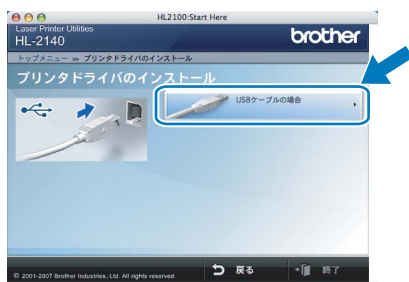 HL2100:Start Here
Laser Printer Utilities
HL-2140
brother
トップメニュー ≫ プリンタドライバのインストール
プリンタドライバのインストール
USBケーブルの場合
© 2001-2007 Brother Industries, Ltd. All rights reserved.
戻る
終了